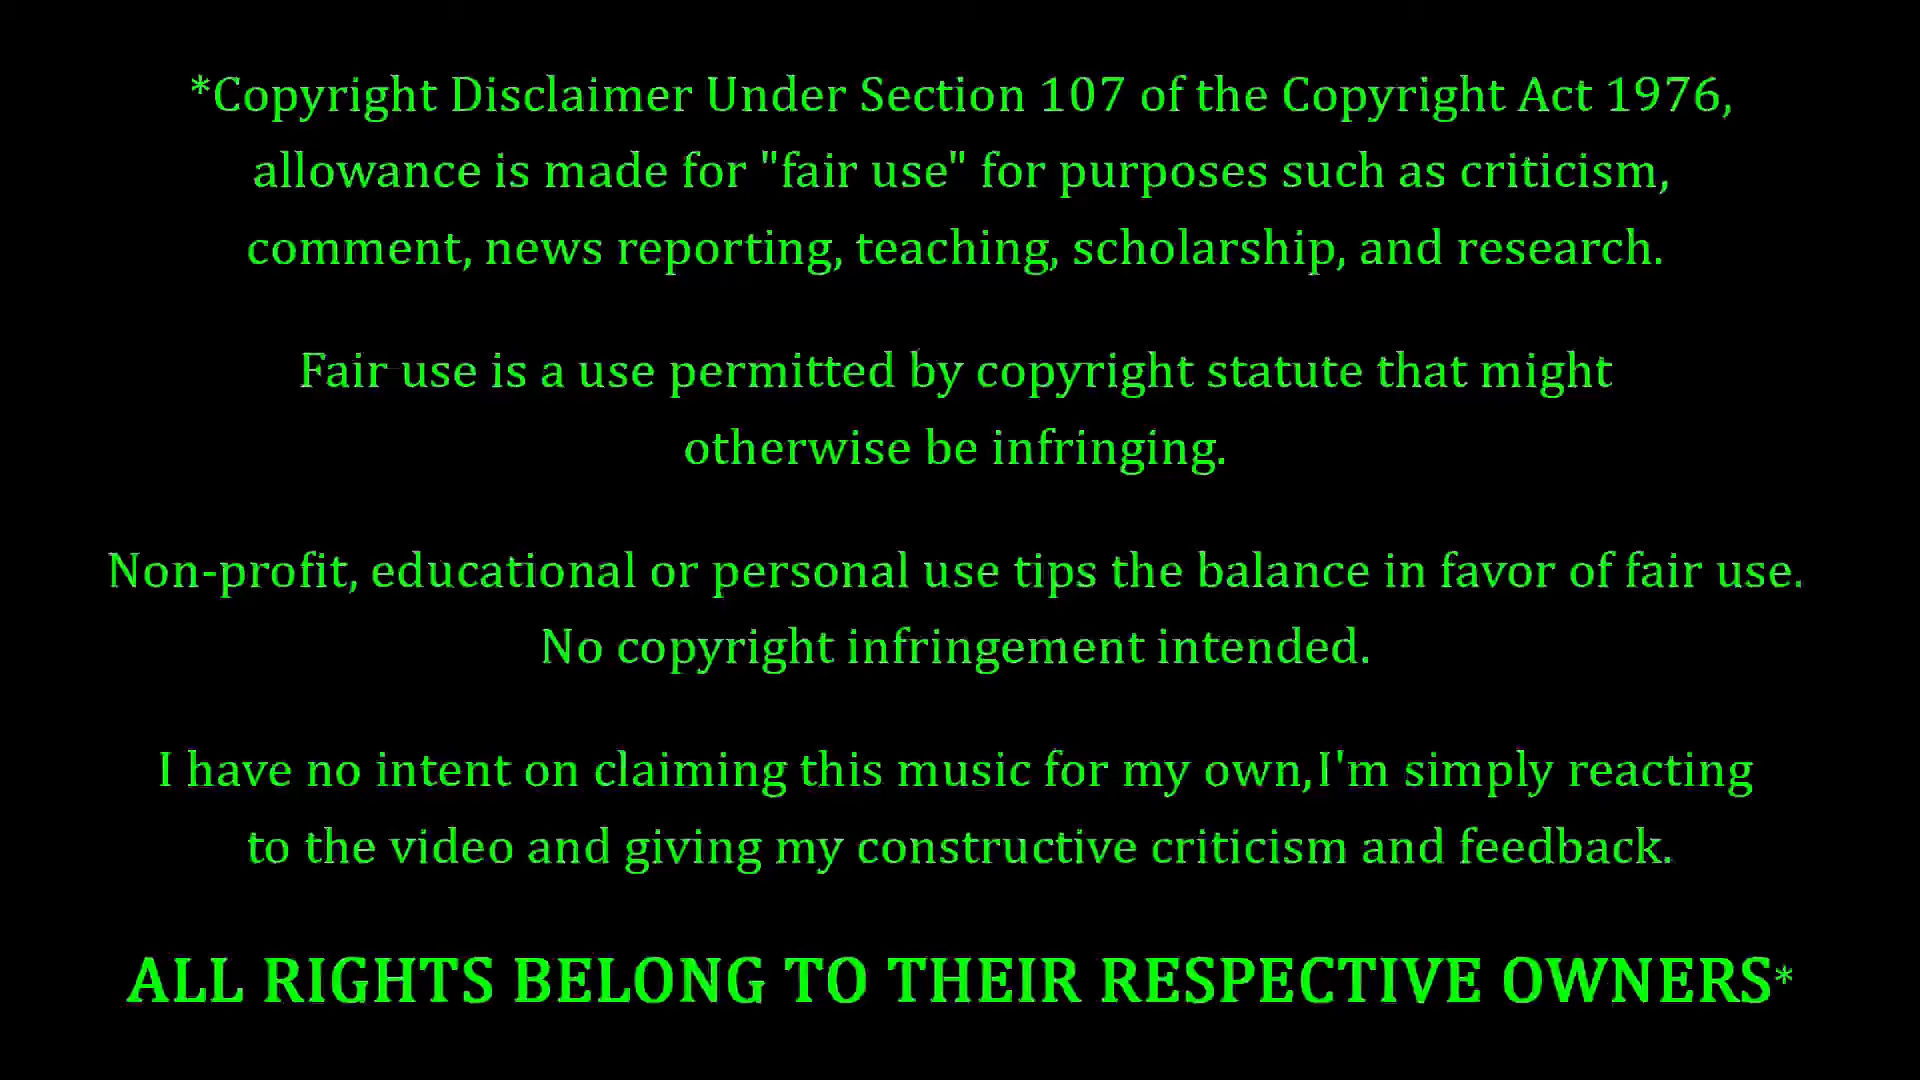 *Copyright Disclaimer Under Section 107 of the Copyright Act 1976,
allowance is made for "fair use" for purposes such as criticism,
comment, news reporting, teaching, scholarship, and research.
Fair use is a use permitted by copyright statute that might
otherwise be infringing.
Non-profit, educational or personal use tips the balance in favor of fair use.
No copyright infringement intended.
I have no intent on claiming this music for my own,I'm simply reacting
to the video and giving my constructive criticism and feedback.
ALL RIGHTS BELONG TO THEIR RESPECTIVE OWNERS*